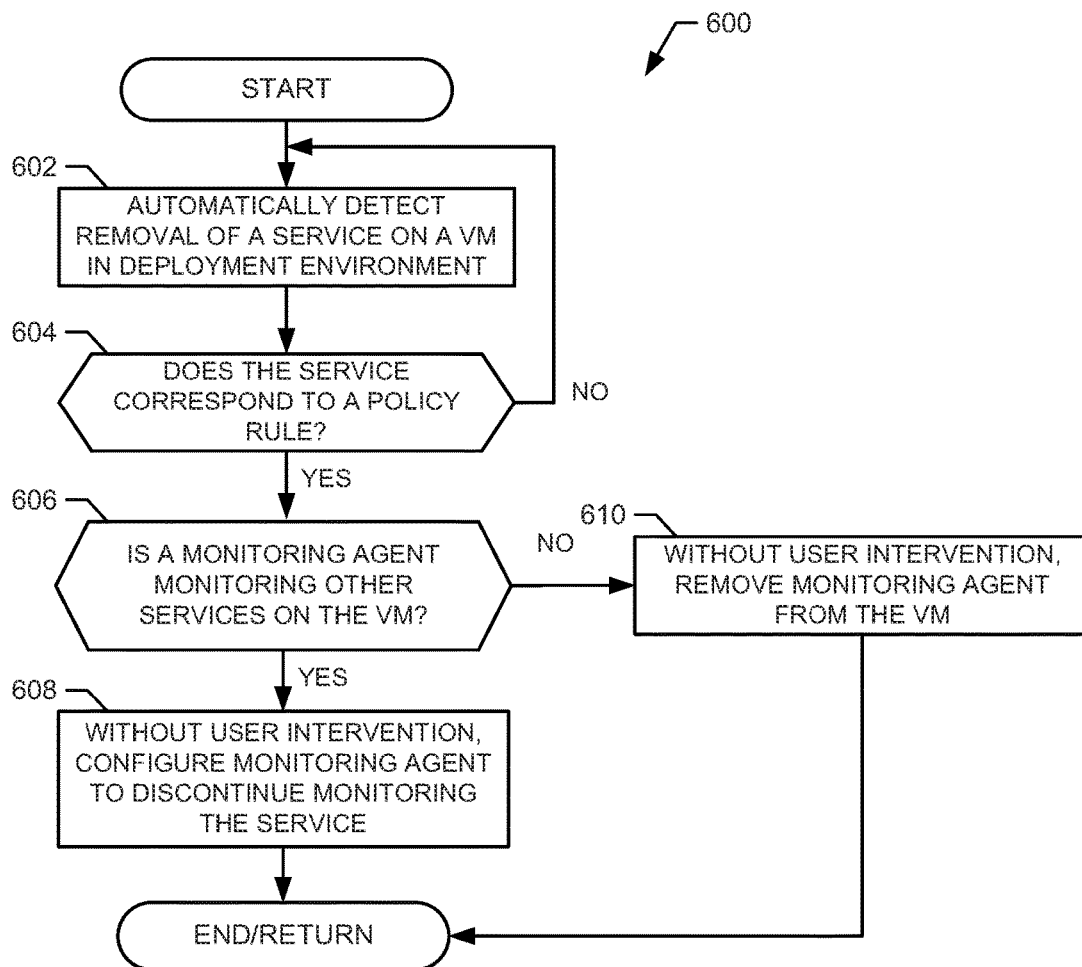 600
START
602
AUTOMATICALLY DETECT
REMOVAL OF A SERVICE ON A VM
IN DEPLOYMENT ENVIRONMENT
604
DOES THE SERVICE
CORRESPOND TO A POLICY
RULE?
NO
YES
606
IS A MONITORING AGENT
MONITORING OTHER
SERVICES ON THE VM?
NO
610
WITHOUT USER INTERVENTION,
REMOVE MONITORING AGENT
FROM THE VM
YES
608
WITHOUT USER INTERVENTION,
CONFIGURE MONITORING AGENT
TO DISCONTINUE MONITORING
THE SERVICE
END/RETURN